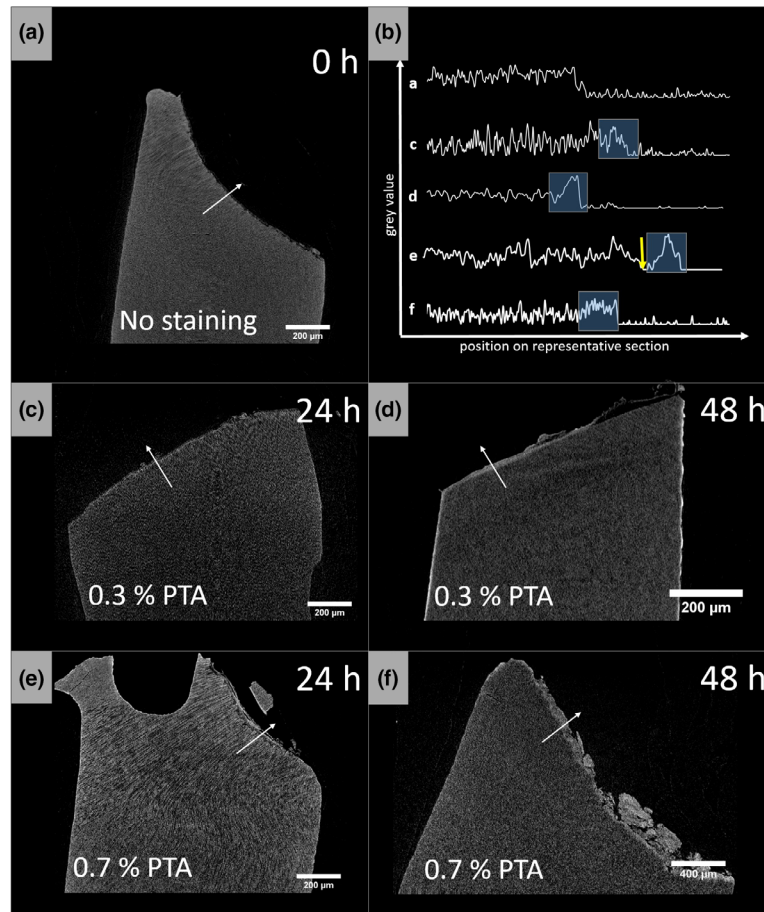 (a)
0 h
No staining
200 µm
(b)
grey value
a
c
d
e
f
position on representative section
(c)
24 h
0.3 % PTA
200 µm
(d)
48 h
0.3 % PTA
200 µm
(e)
24 h
0.7 % PTA
200 µm
(f)
48 h
0.7 % PTA
400 µm